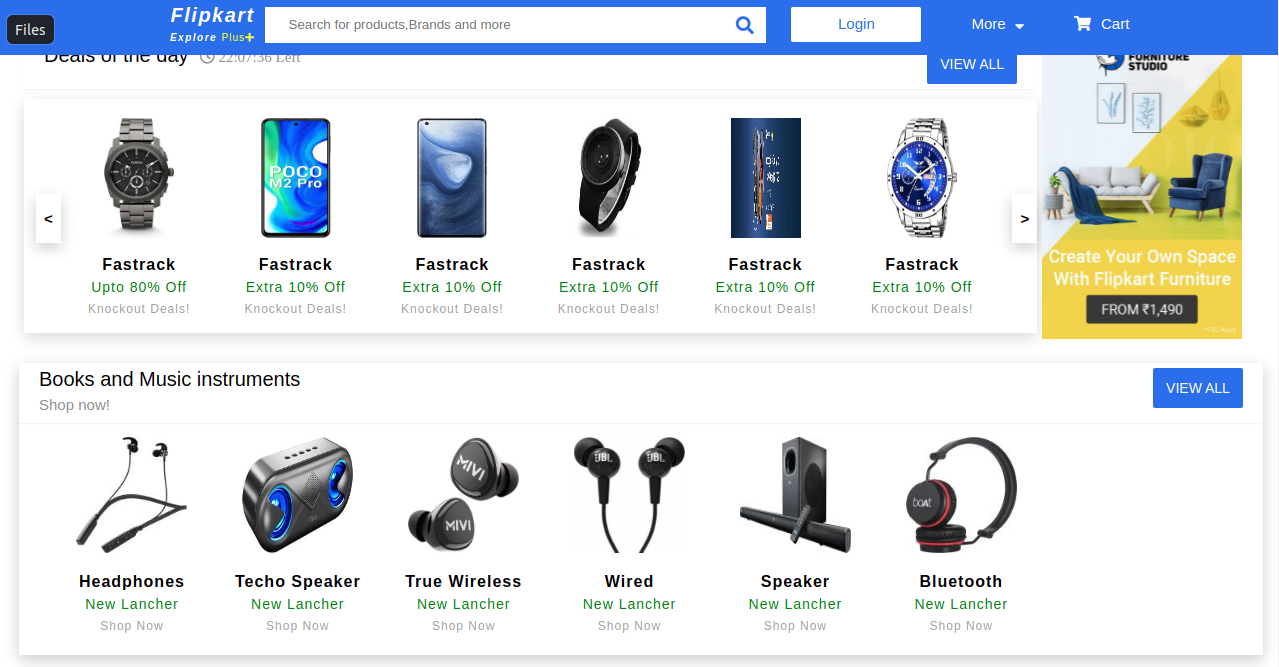 Files
Flipkart
Explore Plus
Search for products,Brands and more
Login
More
Cart
Deals of the day
22:07:36 Left
VIEW ALL
FURNITURE
STUDIO
POCO
M2 Pro
<
>
Fastrack
Fastrack
Fastrack
Fastrack
Fastrack
Fastrack
Upto 80% Off
Extra 10% Off
Extra 10% Off
Extra 10% Off
Extra 10% Off
Extra 10% Off
Knockout Deals!
Knockout Deals!
Knockout Deals!
Knockout Deals!
Knockout Deals!
Knockout Deals!
Create Your Own Space
With Flipkart Furniture
FROM ₹1,490
*T&C Apply
Books and Music instruments
Shop now!
VIEW ALL
MIVI
MIVI
JBL
JBL
boAt
Headphones
Techo Speaker
True Wireless
Wired
Speaker
Bluetooth
New Lancher
New Lancher
New Lancher
New Lancher
New Lancher
New Lancher
Shop Now
Shop Now
Shop Now
Shop Now
Shop Now
Shop Now